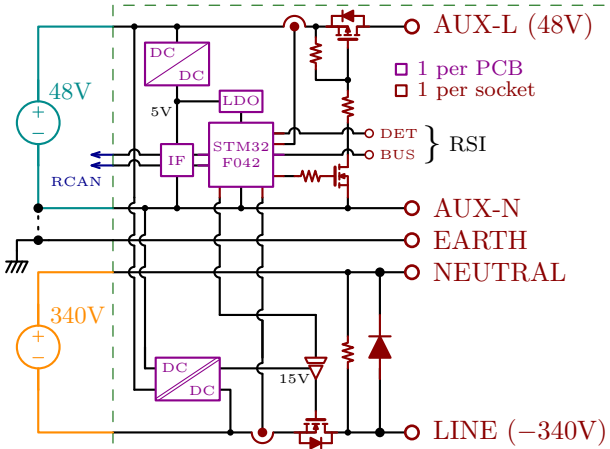 AUX-L (48V)
DC
DC
1 per PCB
1 per socket
48V
+
−
5V
LDO
STM32
F042
DET
BUS
RSI
IF
RCAN
AUX-N
EARTH
NEUTRAL
340V
+
−
DC
DC
15V
LINE (−340V)